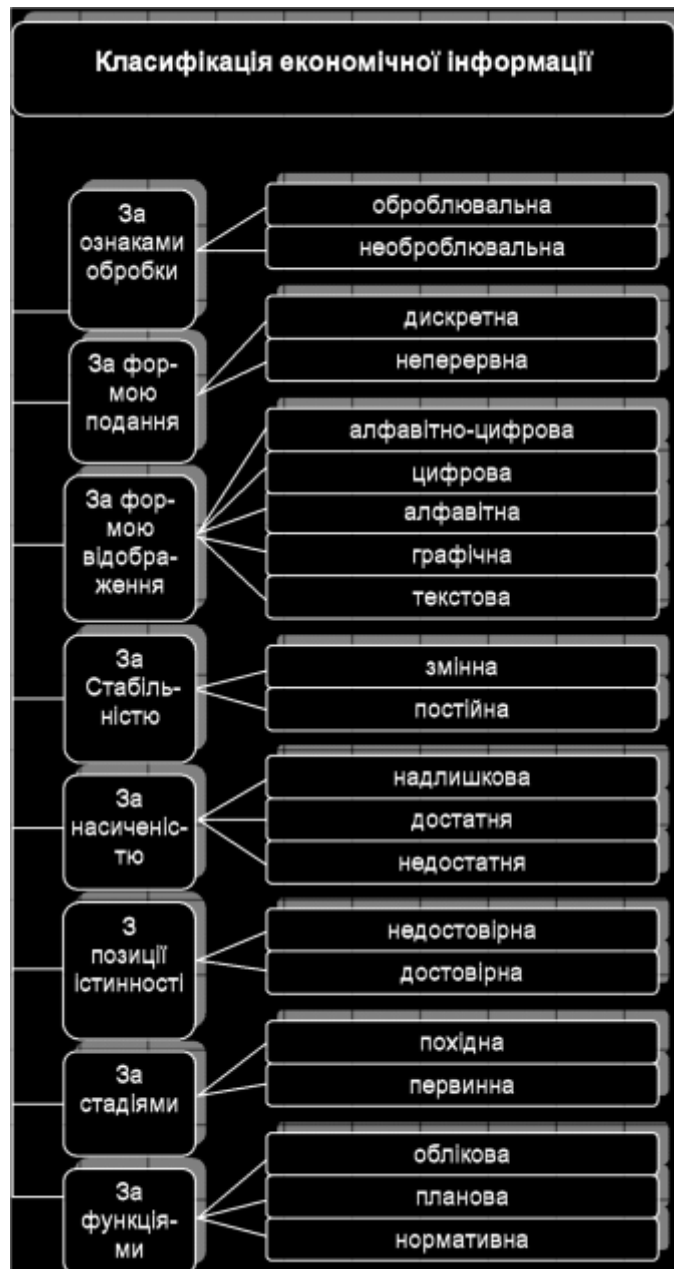 Класифікація економічної інформації
За
ознаками
обробки
оброблювальна
необроблювальна
За фор-
мою
подання
дискретна
неперервна
За фор-
мою
відобра-
ження
алфавітно-цифрова
цифрова
алфавітна
графічна
текстова
За
Стабіль-
ністю
змінна
постійна
За
насиченіс-
тю
надлишкова
достатня
недостатня
З
позиції
істинності
недостовірна
достовірна
За
стадіями
похідна
первинна
За
функція-
ми
облікова
планова
нормативна